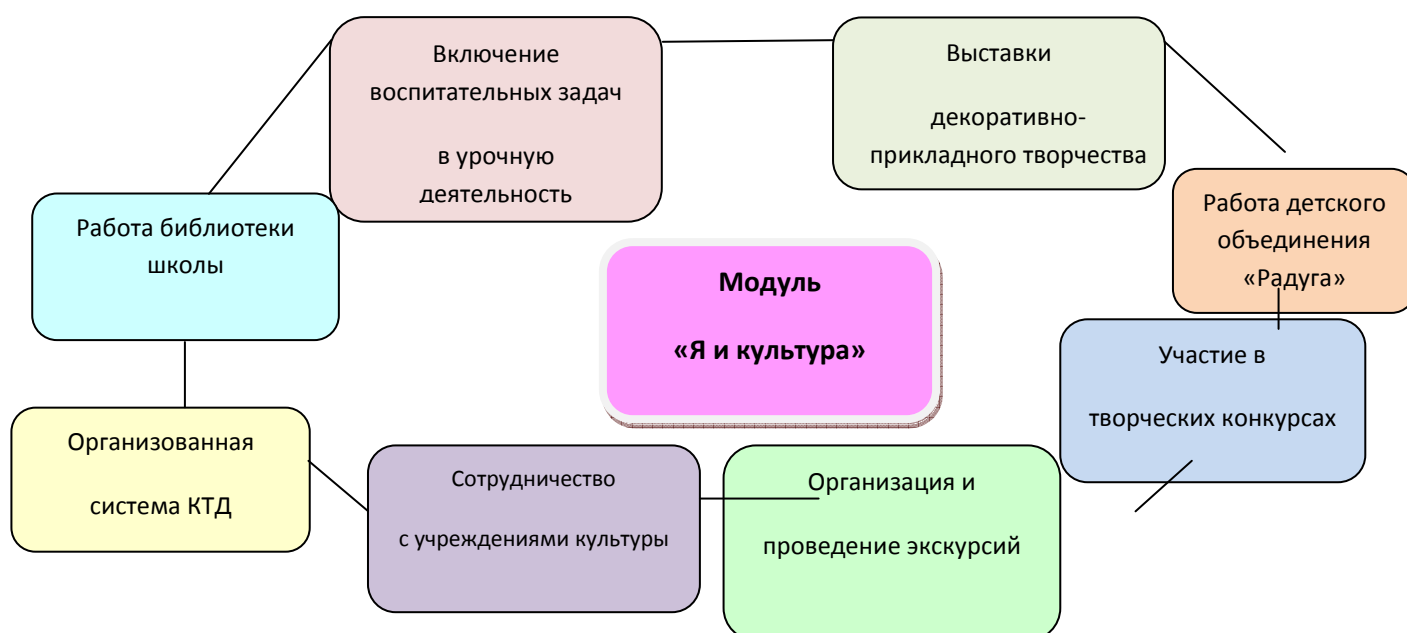 Включение
воспитательных задач
в урочную
деятельность
Выставки
декоративно-
прикладного творчества
Работа детского
объединения
«Радуга»
Работа библиотеки
школы
Модуль
«Я и культура»
Участие в
творческих конкурсах
Организованная
система КТД
Сотрудничество
с учреждениями культуры
Организация и
проведение экскурсий